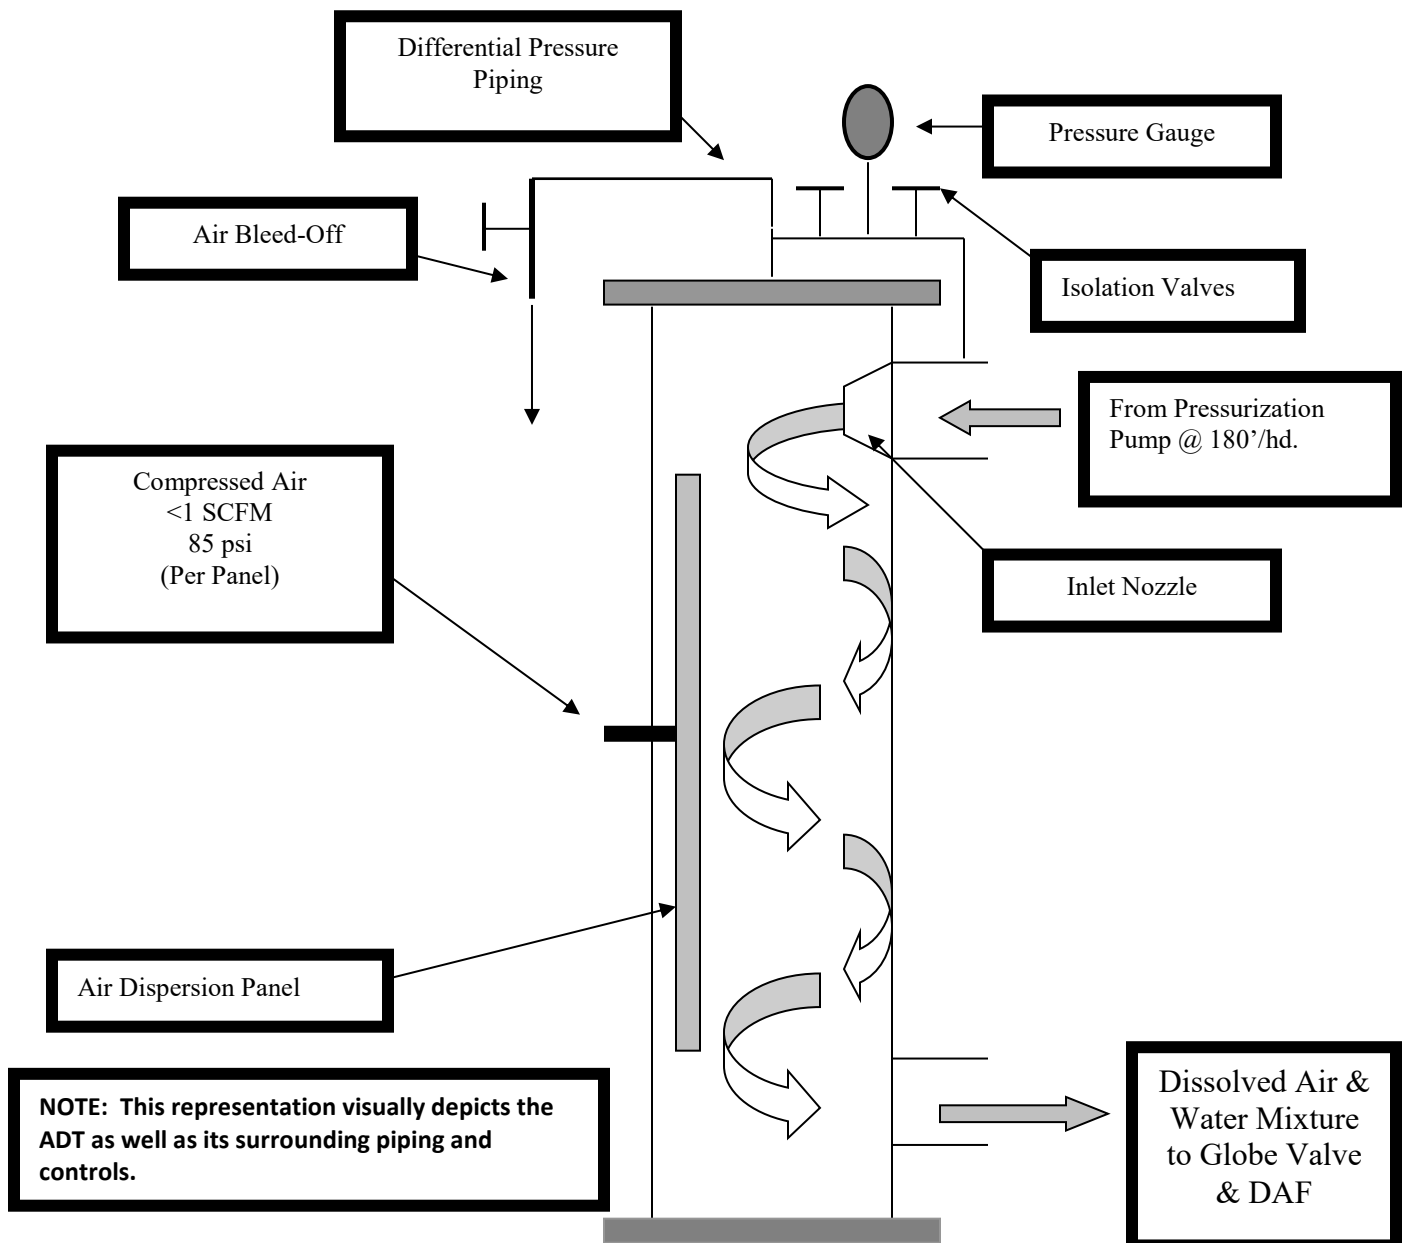 Differential Pressure
Piping
Pressure Gauge
Air Bleed-Off
Isolation Valves
From Pressurization
Pump @ 180’/hd.
Compressed Air
<1 SCFM
85 psi
(Per Panel)
Inlet Nozzle
Air Dispersion Panel
NOTE:  This representation visually depicts the
ADT as well as its surrounding piping and
controls.
Dissolved Air &
Water Mixture
to Globe Valve
& DAF